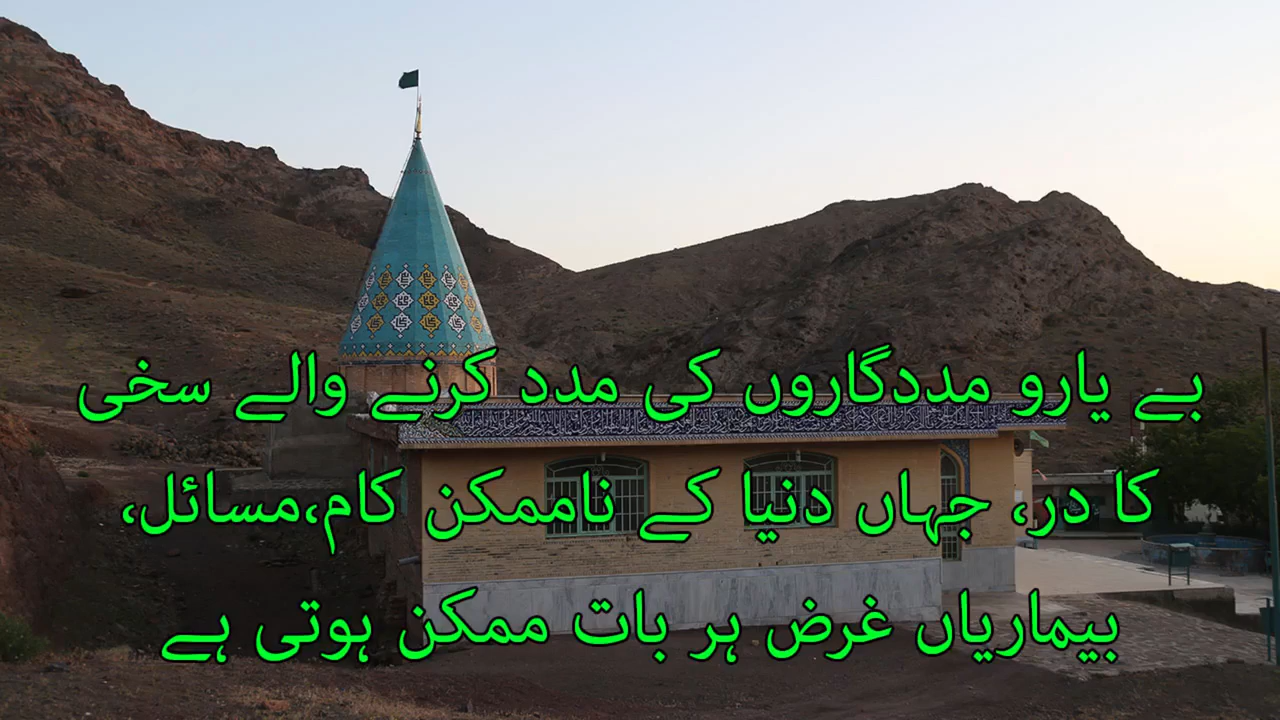 بے یارو مددگاروں کی مدد کرنے والے سخی
کا در، جہاں دنیا کے ناممکن کام،مسائل،
بیماریاں غرض ہر بات ممکن ہوتی ہے